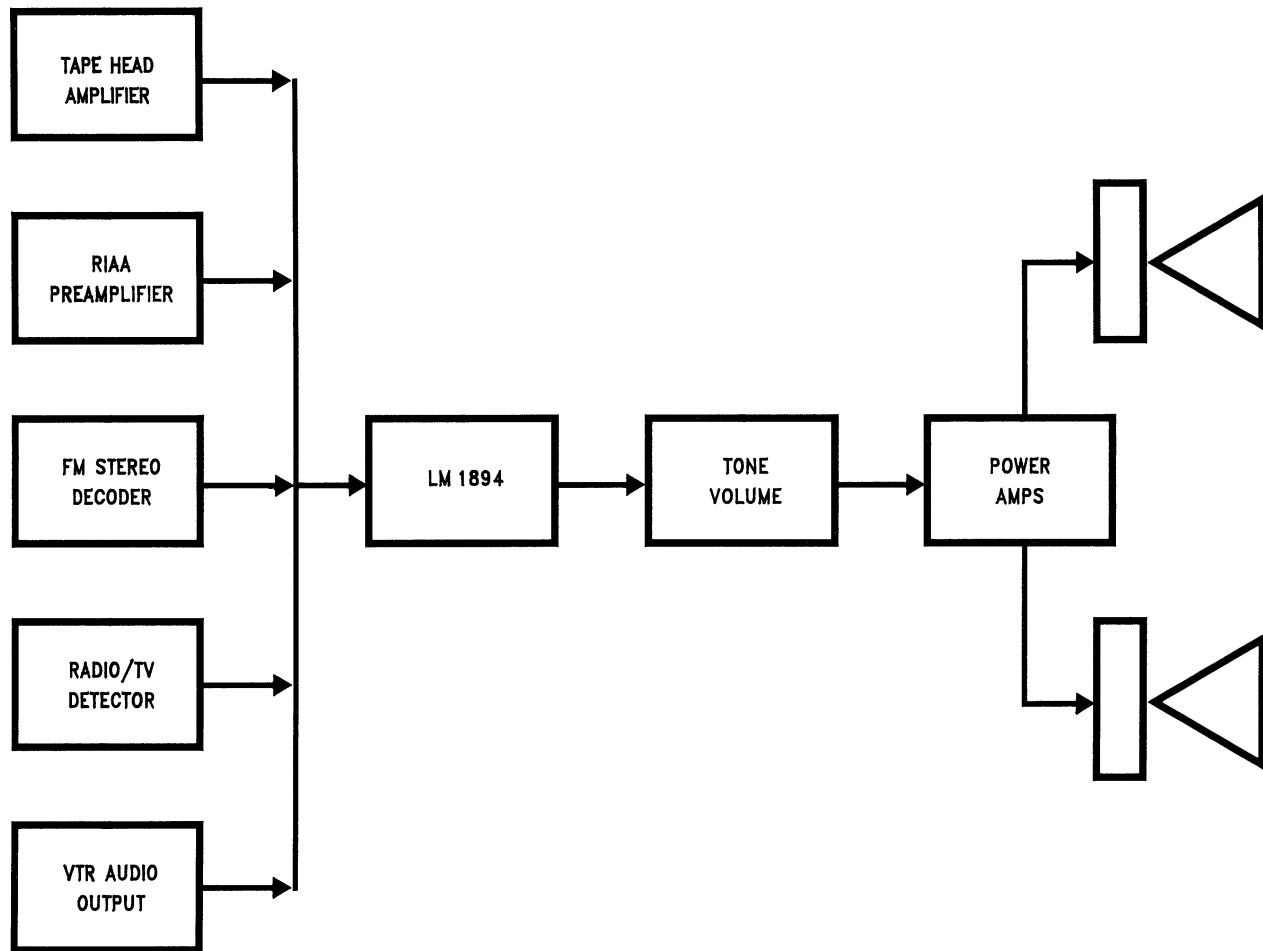 TAPE HEAD
AMPLIFIER
RIAA
PREAMPLIFIER
FM STEREO
DECODER
LM 1894
TONE
VOLUME
POWER
AMPS
RADIO/TV
DETECTOR
VTR AUDIO
OUTPUT